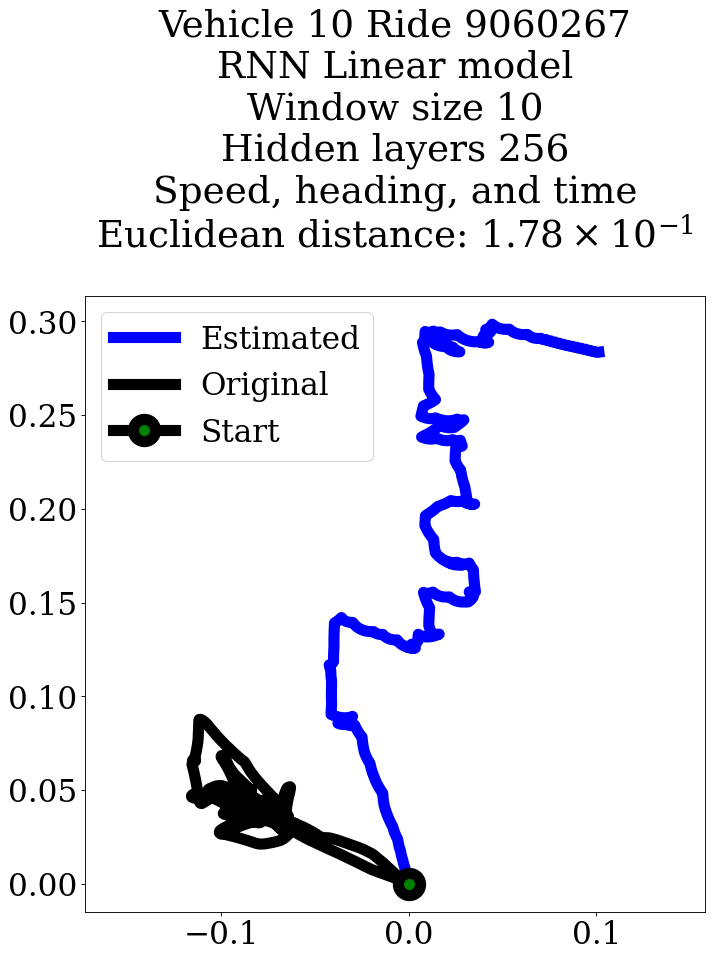 Vehicle 10 Ride 9060267
RNN Linear model
Window size 10
Hidden layers 256
Speed, heading, and time
Euclidean distance: 1.78 × 10⁻¹
Estimated
Original
Start
0.30
0.25
0.20
0.15
0.10
0.05
0.00
−0.1
0.0
0.1